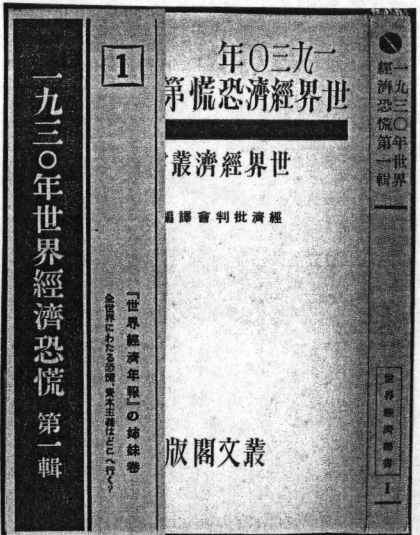 一九三〇年世界
經濟恐慌第一輯
世界經濟叢書
I
一九三〇年
世界經濟恐慌第
世界經濟叢
經濟批判會譯編
叢文閣版
1
『世界經濟年報』の姉妹卷
全世界にわたる恐慌、資本主義はどこへ行く？
一九三〇年世界經濟恐慌 第一輯